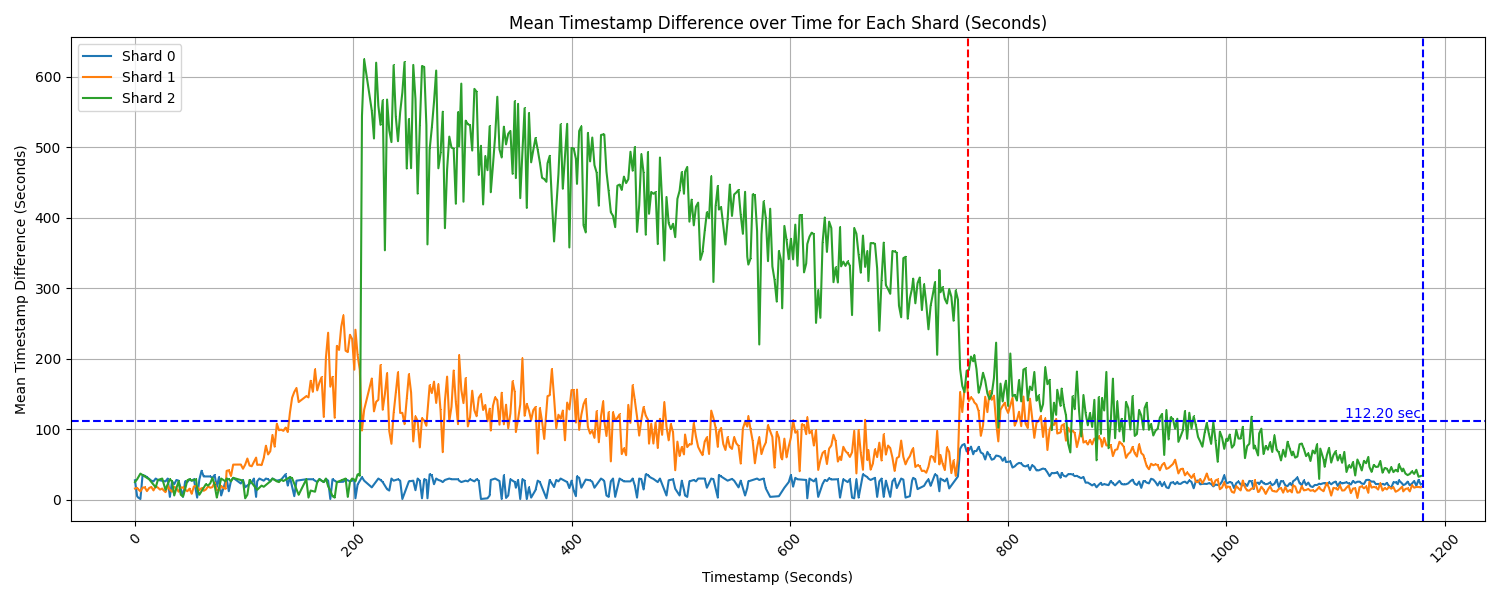 Mean Timestamp Difference over Time for Each Shard (Seconds)
Shard 0
Shard 1
Shard 2
600
500
400
300
200
100
0
Mean Timestamp Difference (Seconds)
112.20 sec
0
200
400
600
800
1000
1200
Timestamp (Seconds)